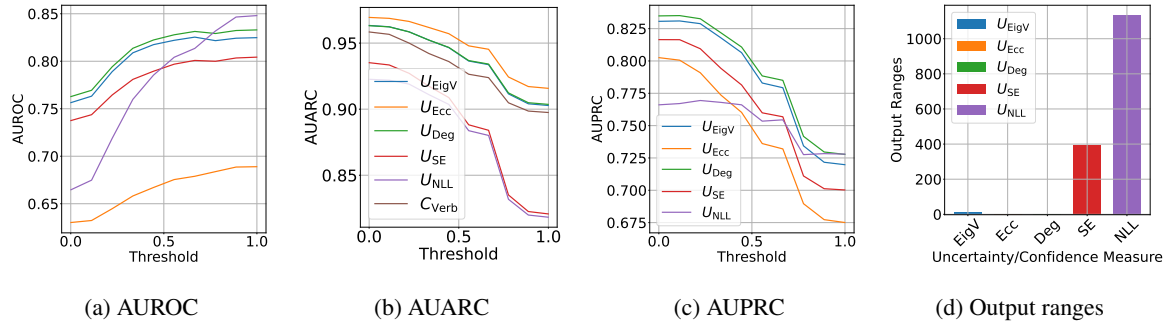 0.85
0.80
0.75
0.70
0.65
AUROC
0.0
0.5
1.0
Threshold
(a) AUROC
0.95
0.90
0.85
AUARC
U_EigV
U_Ecc
U_Deg
U_SE
U_NLL
C_Verb
0.0
0.5
1.0
Threshold
(b) AUARC
0.825
0.800
0.775
0.750
0.725
0.700
0.675
AUPRC
U_EigV
U_Ecc
U_Deg
U_SE
U_NLL
0.0
0.5
1.0
Threshold
(c) AUPRC
1000
800
600
400
200
0
Output Ranges
U_EigV
U_Ecc
U_Deg
U_SE
U_NLL
EigV
Ecc
Deg
SE
NLL
Uncertainty/Confidence Measure
(d) Output ranges